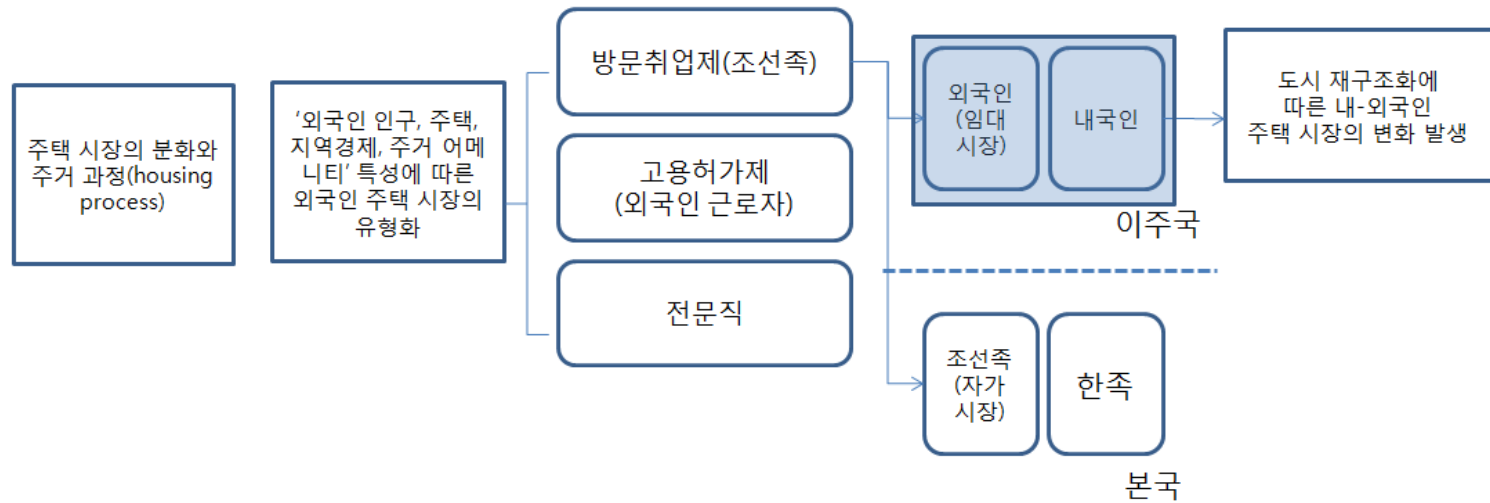 주택 시장의 분화와
주거 과정(housing
process)
‘외국인 인구, 주택,
지역경제, 주거 어메
니티’ 특성에 따른
외국인 주택 시장의
유형화
방문취업제(조선족)
고용허가제
(외국인 근로자)
전문직
외국인
(임대
시장)
내국인
이주국
도시 재구조화에
따른 내-외국인
주택 시장의 변화 발생
조선족
(자가
시장)
한족
본국